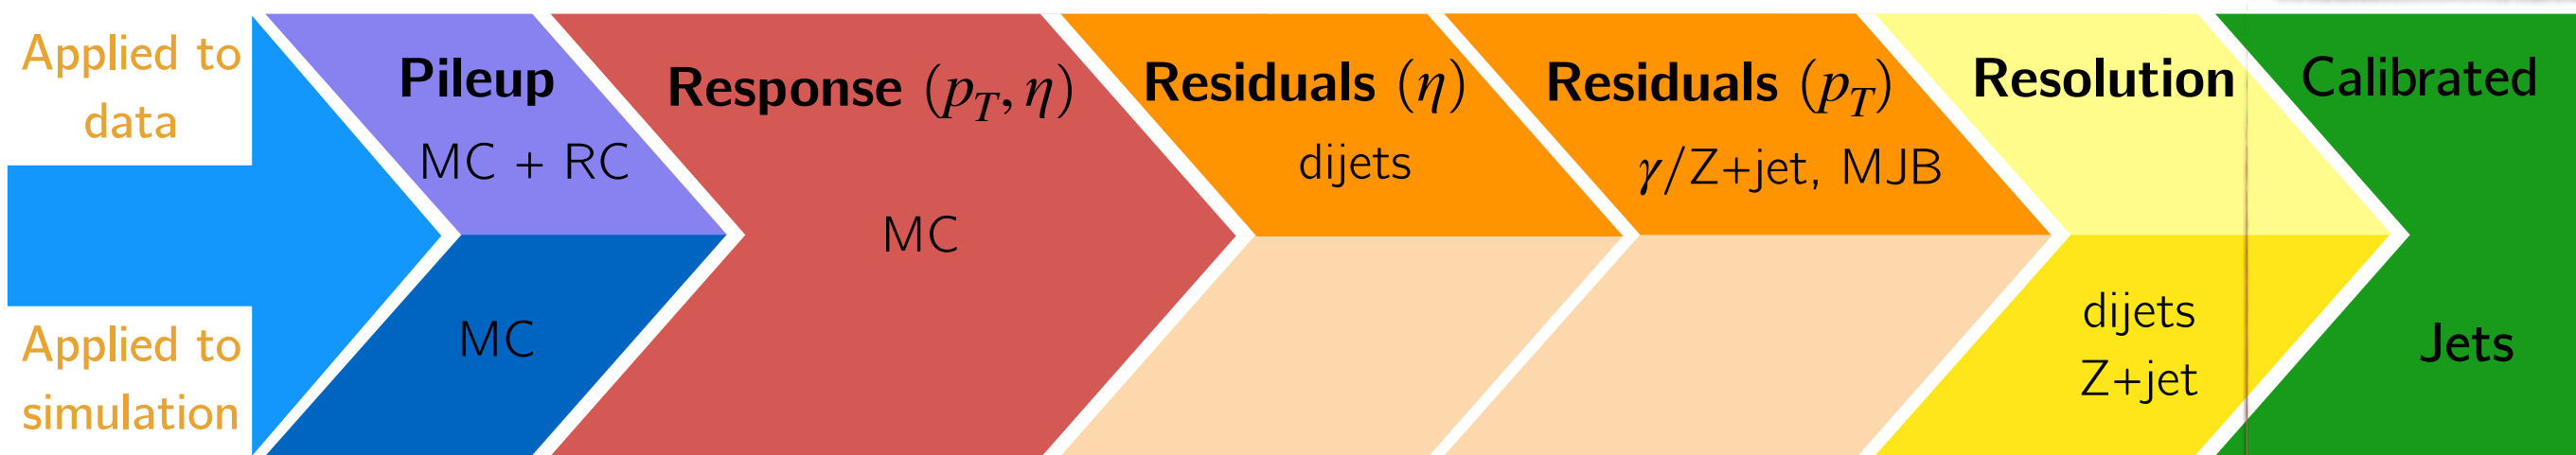 Applied to
data
Applied to
simulation
Pileup
MC + RC
MC
Response (p_T, η)
MC
Residuals (η)
dijets
Residuals (p_T)
γ/Z+jet, MJB
Resolution
dijets
Z+jet
Calibrated
Jets